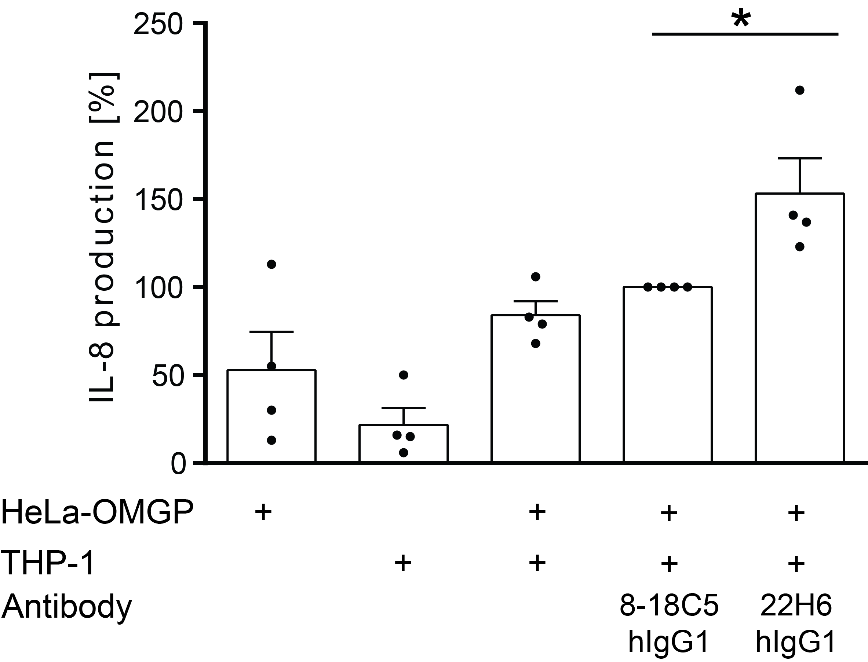 *
250
200
150
100
50
0
IL-8 production [%]
HeLa-OMGP + + + +
THP-1 + + + +
Antibody 8-18C5 22H6
hIgG1 hIgG1